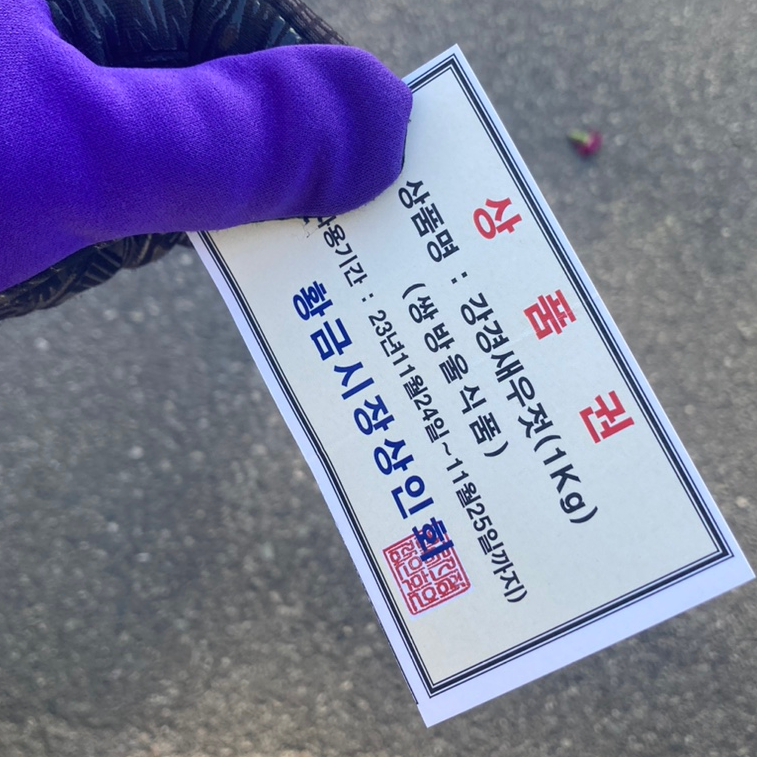 상품권
상품명 : 강경새우젓(1Kg)
(쌍방울식품)
사용기간 : 23년11월24일~11월25일까지)
황금시장상인회